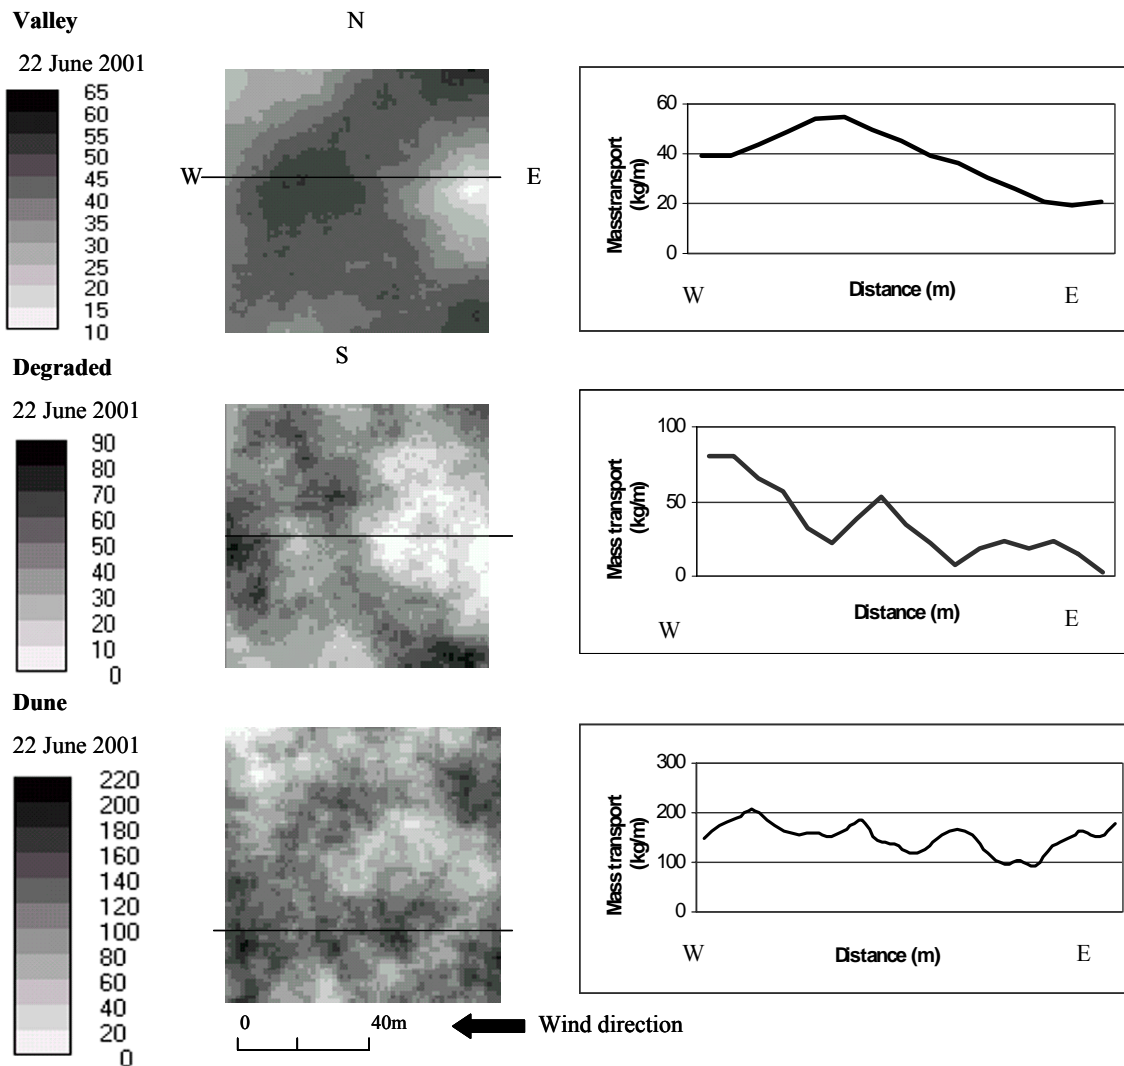 Valley
N
22 June 2001
65
60
55
50
45
40
35
30
25
20
15
10
W
E
S
60
40
20
0
Masstransport
(kg/m)
Distance (m)
W
E
Degraded
22 June 2001
90
80
70
60
50
40
30
20
10
0
100
50
0
Mass transport
(kg/m)
Distance (m)
W
E
Dune
22 June 2001
220
200
180
160
140
120
100
80
60
40
20
0
300
200
100
0
Mass transport
(kg/m)
W
Distance (m)
E
0
40m
Wind direction